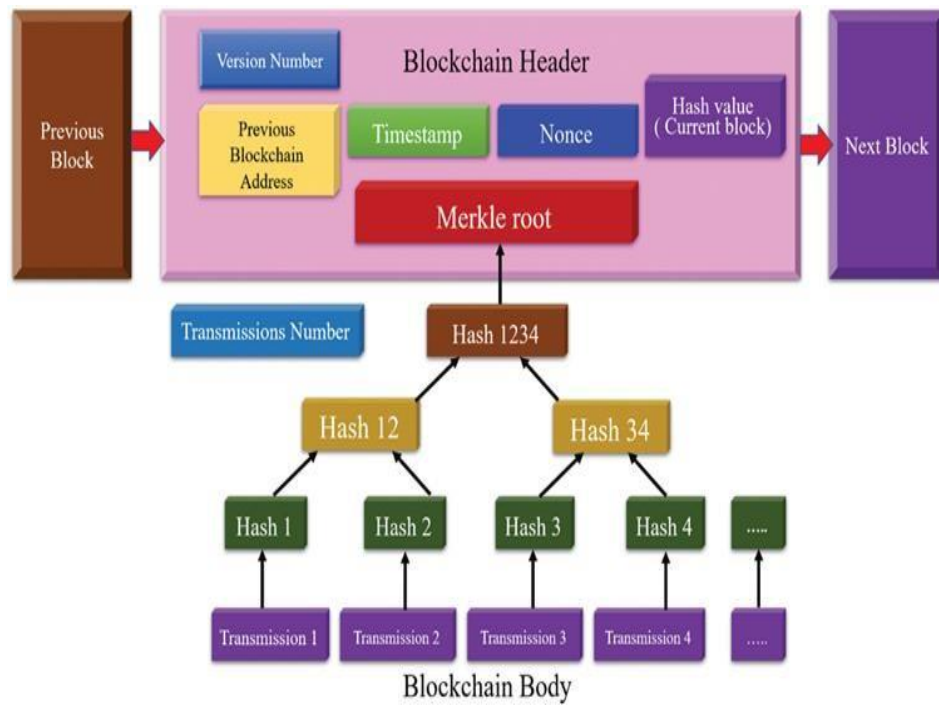 Previous
Block
Version Number
Blockchain Header
Previous
Blockchain
Address
Timestamp
Nonce
Hash value
( Current block)
Merkle root
Next Block
Transmissions Number
Hash 1234
Hash 12
Hash 34
Hash 1
Hash 2
Hash 3
Hash 4
.....
Transmission 1
Transmission 2
Transmission 3
Transmission 4
.....
Blockchain Body